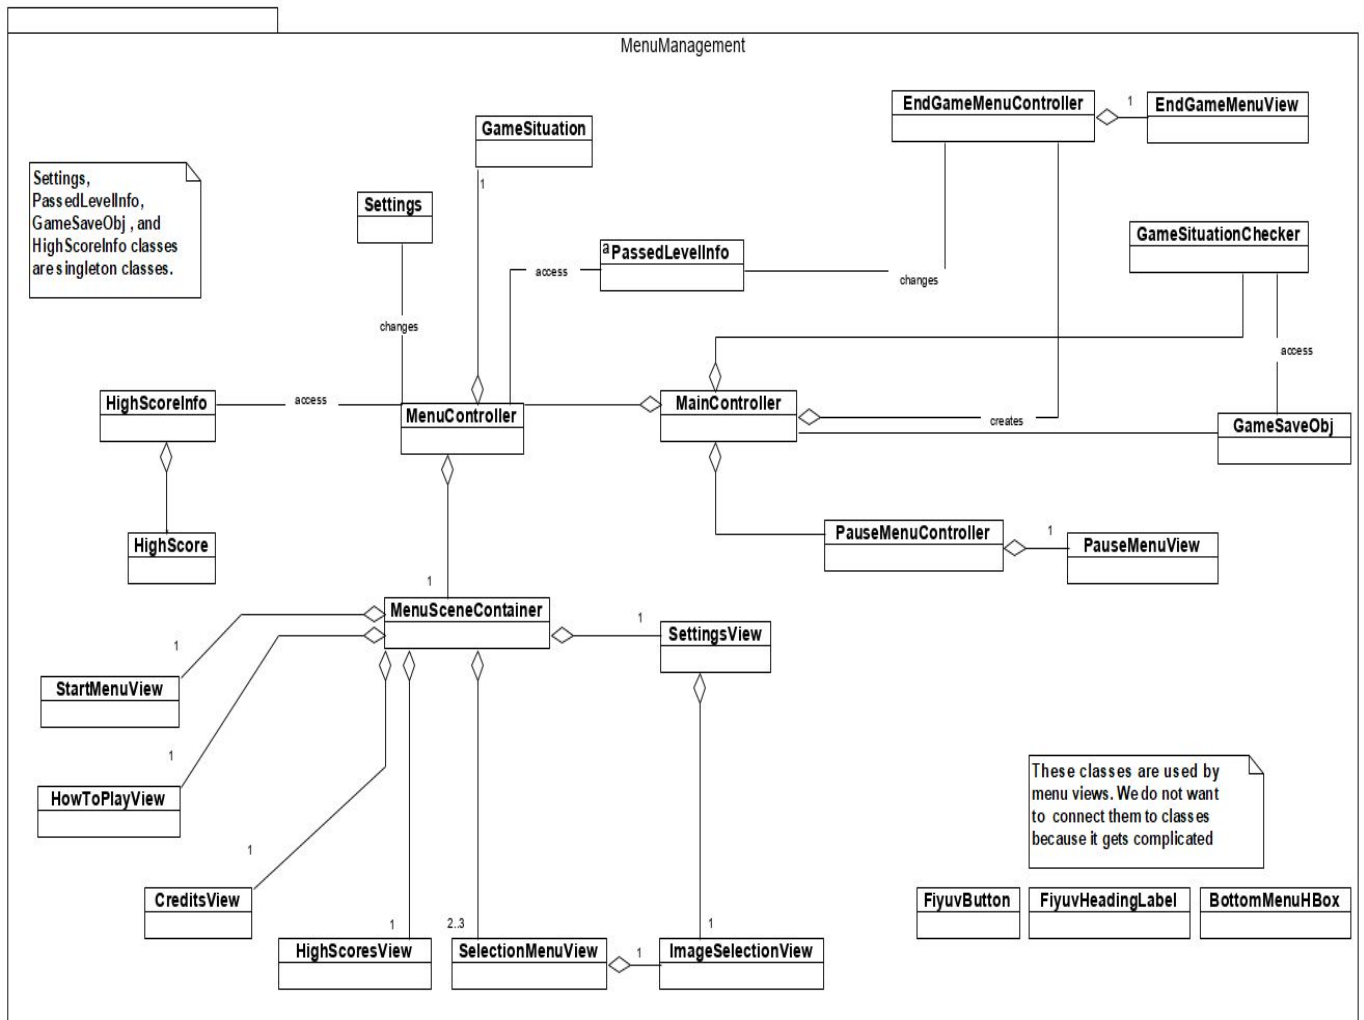 MenuManagement
EndGameMenuController
1
EndGameMenuView
GameSituation
1
Settings,
PassedLevelInfo,
GameSaveObj , and
HighScoreInfo classes
are singleton classes.
Settings
GameSituationChecker
aPassedLevelInfo
access
changes
changes
access
HighScoreInfo
access
MenuController
MainController
creates
GameSaveObj
HighScore
PauseMenuController
1
PauseMenuView
1
MenuSceneContainer
1
SettingsView
1
StartMenuView
1
HowToPlayView
These classes are used by
menu views. We do not want
to connect them to classes
because it gets complicated
1
CreditsView
FiyuvButton
FiyuvHeadingLabel
BottomMenuHBox
1
2..3
1
HighScoresView
SelectionMenuView
1
ImageSelectionView